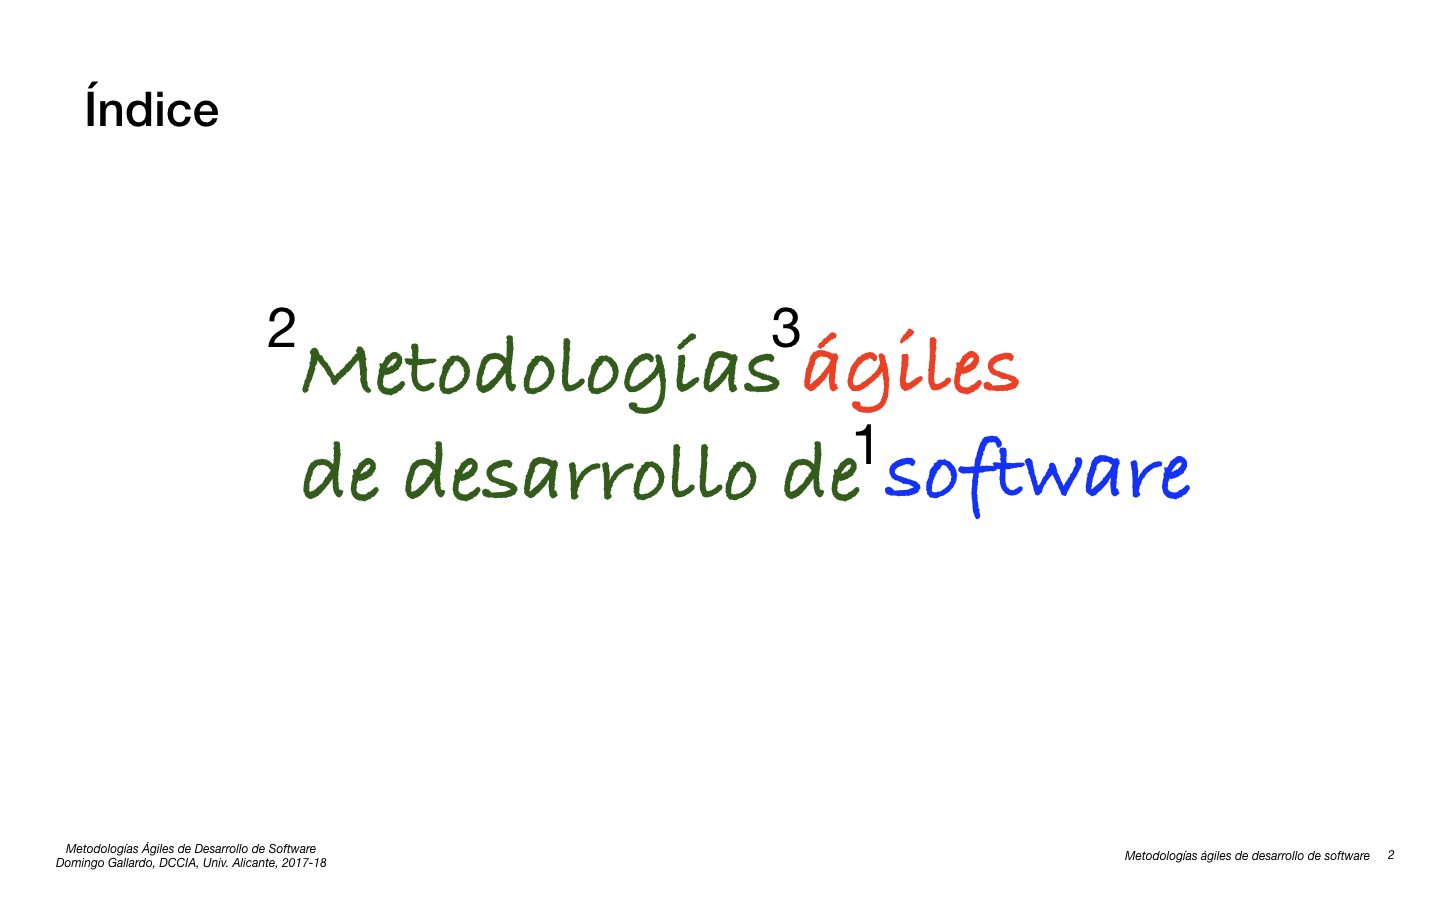 Índice
2 Metodologías 3 ágiles
de desarrollo de 1 software
Metodologías Ágiles de Desarrollo de Software
Domingo Gallardo, DCCIA, Univ. Alicante, 2017-18
Metodologías ágiles de desarrollo de software 2